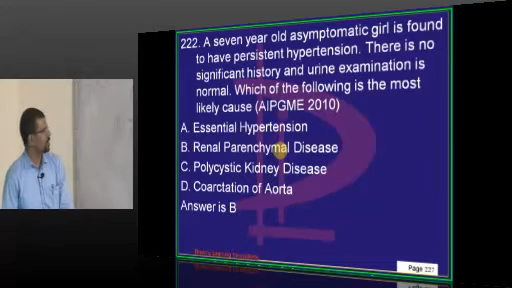 222. A seven year old asymptomatic girl is found
to have persistent hypertension. There is no
significant history and urine examination is
normal. Which of the following is the most
likely cause (AIPGME 2010)
A. Essential Hypertension
B. Renal Parenchymal Disease
C. Polycystic Kidney Disease
D. Coarctation of Aorta
Answer is B
Page 221